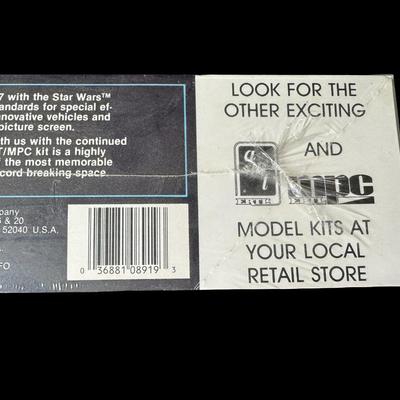 7 with the Star Wars™
andards for special ef-
nnovative vehicles and
picture screen.
th us with the continued
T/MPC kit is a highly
f the most memorable
cord breaking space
pany
& 20
52040 U.S.A.
FO
0 36881 08919 3
LOOK FOR THE
OTHER EXCITING
AND
ERTL
mpc
ERTL
MODEL KITS AT
YOUR LOCAL
RETAIL STORE